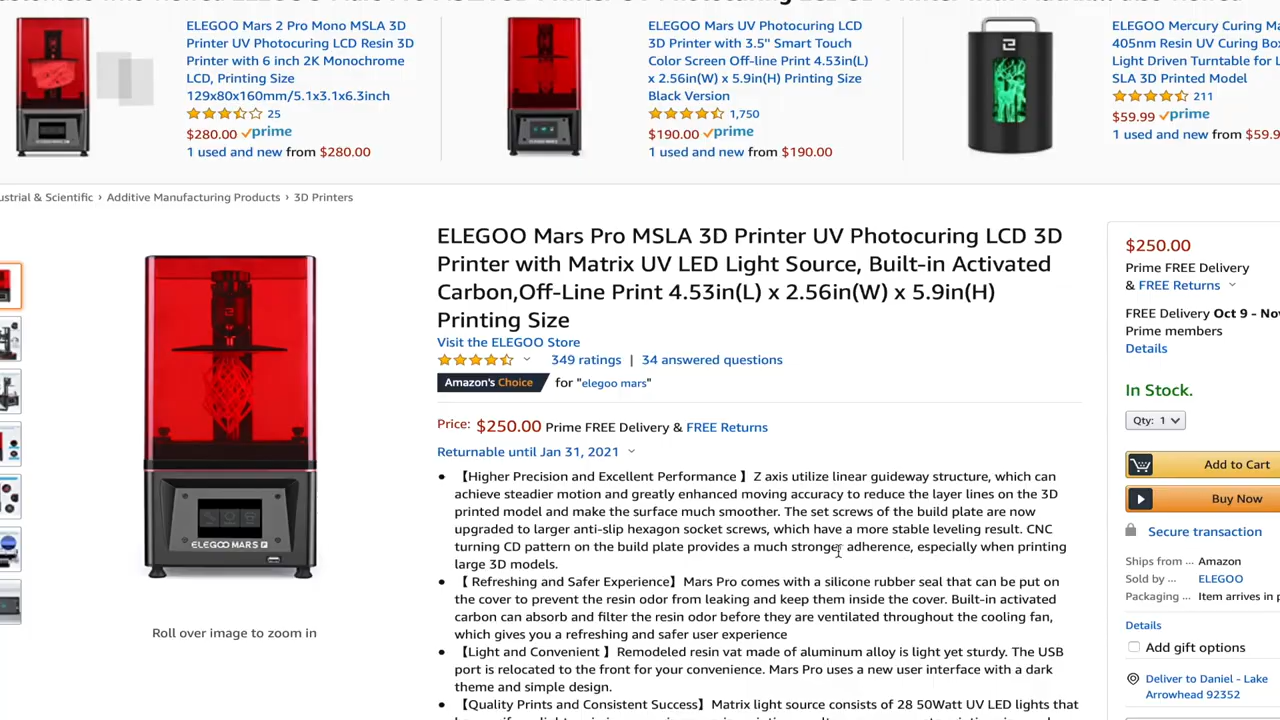 ELEGOO Mars 2 Pro Mono MSLA 3D
Printer UV Photocuring LCD Resin 3D
Printer with 6 inch 2K Monochrome
LCD, Printing Size
129x80x160mm/5.1x3.1x6.3inch
25
$280.00 prime
1 used and new from $280.00
ELEGOO Mars UV Photocuring LCD
3D Printer with 3.5'' Smart Touch
Color Screen Off-line Print 4.53in(L)
x 2.56in(W) x 5.9in(H) Printing Size
Black Version
1,750
$190.00 prime
1 used and new from $190.00
ELEGOO Mercury Curing Ma
405nm Resin UV Curing Box
Light Driven Turntable for L
SLA 3D Printed Model
211
$59.99 prime
1 used and new from $59.9
ustrial & Scientific › Additive Manufacturing Products › 3D Printers
ELEGOO Mars Pro MSLA 3D Printer UV Photocuring LCD 3D
Printer with Matrix UV LED Light Source, Built-in Activated
Carbon,Off-Line Print 4.53in(L) x 2.56in(W) x 5.9in(H)
Printing Size
Visit the ELEGOO Store
349 ratings | 34 answered questions
Amazon's Choice for "elegoo mars"
Price: $250.00 Prime FREE Delivery & FREE Returns
Returnable until Jan 31, 2021
• 【Higher Precision and Excellent Performance 】Z axis utilize linear guideway structure, which can
achieve steadier motion and greatly enhanced moving accuracy to reduce the layer lines on the 3D
printed model and make the surface much smoother. The set screws of the build plate are now
upgraded to larger anti-slip hexagon socket screws, which have a more stable leveling result. CNC
turning CD pattern on the build plate provides a much stronger adherence, especially when printing
large 3D models.
• 【 Refreshing and Safer Experience】Mars Pro comes with a silicone rubber seal that can be put on
the cover to prevent the resin odor from leaking and keep them inside the cover. Built-in activated
carbon can absorb and filter the resin odor before they are ventilated throughout the cooling fan,
which gives you a refreshing and safer user experience
• 【Light and Convenient 】Remodeled resin vat made of aluminum alloy is light yet sturdy. The USB
port is relocated to the front for your convenience. Mars Pro uses a new user interface with a dark
theme and simple design.
• 【Quality Prints and Consistent Success】Matrix light source consists of 28 50Watt UV LED lights that
ELEGOO MARS P
Roll over image to zoom in
$250.00
Prime FREE Delivery
& FREE Returns
FREE Delivery Oct 9 - No
Prime members
Details
In Stock.
Qty: 1
Add to Cart
Buy Now
Secure transaction
Ships from ... Amazon
Sold by ... ELEGOO
Packaging ... Item arrives in p
Details
Add gift options
Deliver to Daniel - Lake
Arrowhead 92352